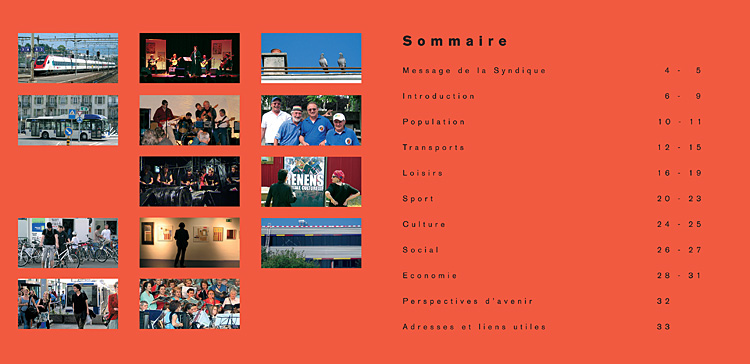 Sommaire
Message de la Syndique 4 - 5
Introduction 6 - 9
Population 10 - 11
Transports 12 - 15
Loisirs 16 - 19
Sport 20 - 23
Culture 24 - 25
Social 26 - 27
Economie 28 - 31
Perspectives d'avenir 32
Adresses et liens utiles 33
RENENS